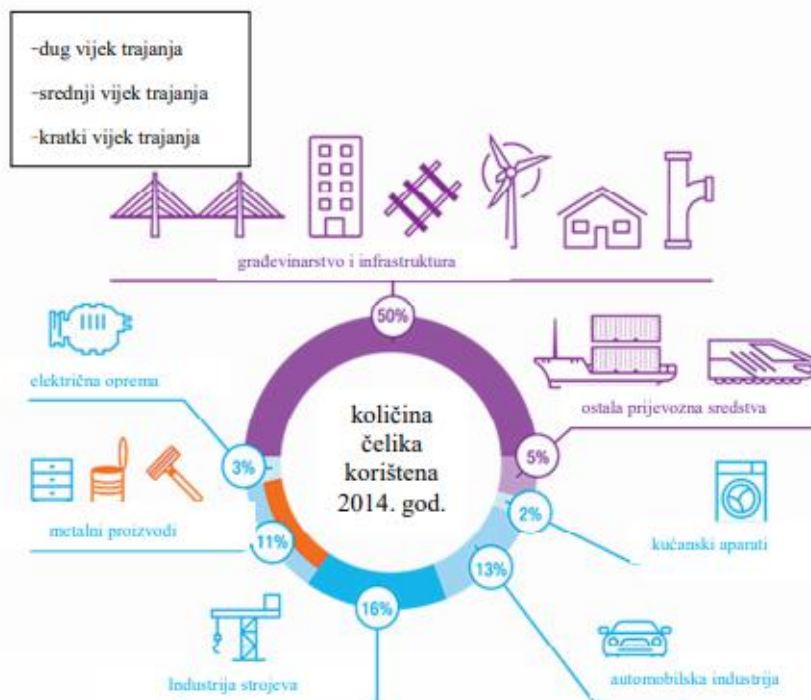 -dug vijek trajanja
-srednji vijek trajanja
-kratki vijek trajanja
građevinarstvo i infrastruktura
50%
električna oprema
ostala prijevozna sredstva
količina
čelika
korištena
2014. god.
3%
5%
metalni proizvodi
11%
2%
kućanski aparati
13%
16%
Industrija strojeva
automobilska industrija